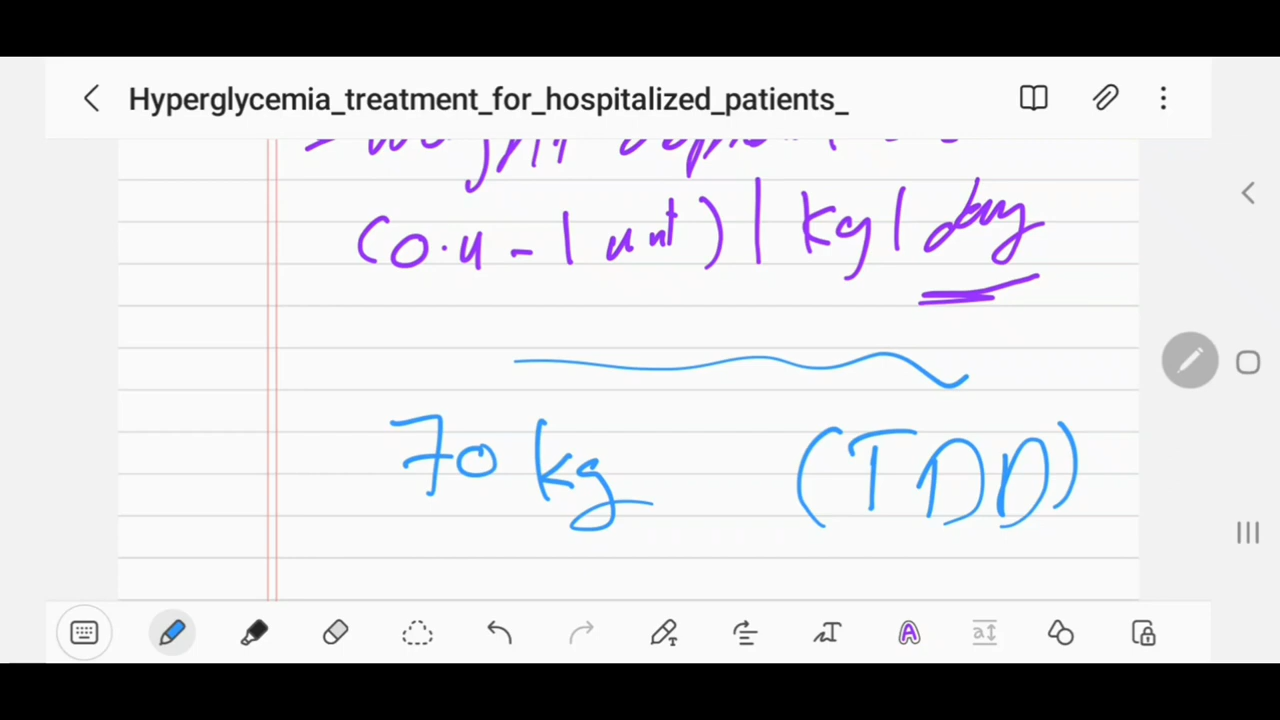 Hyperglycemia_treatment_for_hospitalized_patients_
(0.4 - 1 unit) | kg | day
70 kg (TDD)